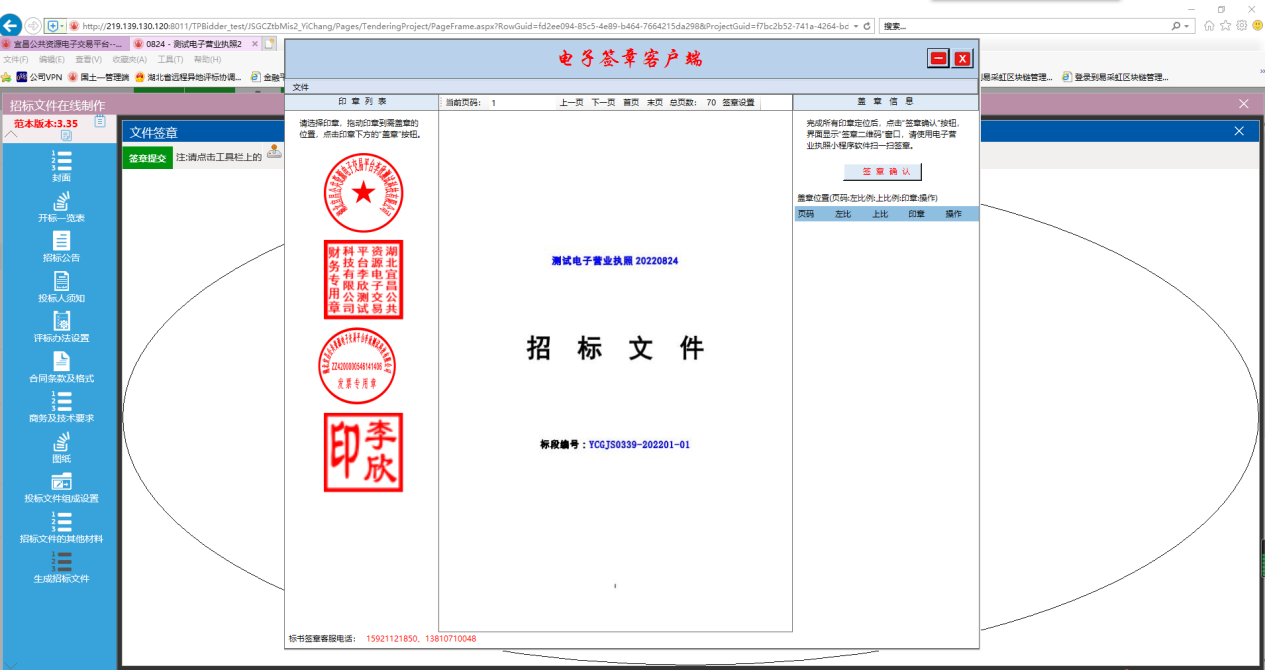 http://219.139.130.120:8011/TPBidder_test/JSGCZtbMis2_YiChang/Pages/TenderingProject/PageFrame.aspx?RowGuid=fd2ee094-85c5-4e89-b464-7664215da298&ProjectGuid=f7bc2b52-741a-4264-bd
搜索...
宜昌公共资源电子交易平台--...
0824 - 测试电子营业执照2
文件(F) 编辑(E) 查看(V) 收藏夹(A) 工具(T) 帮助(H)
公司VPN
国土一管理端
湖北省远程异地评标协调...
金融平
易采虹区块链管理...
登录到易采虹区块链管理...
招标文件在线制作
范本版本:3.35
封面
开标一览表
招标公告
投标人须知
评标办法设置
合同条款及格式
商务及技术要求
图纸
投标文件组成设置
招标文件的其他材料
生成招标文件
文件签章
签章提交
注:请点击工具栏上的
电子签章客户端
文件
印 章 列 表
请选择印章，拖动印章到需盖章的
位置，点击印章下方的“盖章”按钮。
湖北宜昌公共
资源电子交易
平台李欣测试
科技有限公司
财务专用章
ZZ42000000546141406
发票专用章
李欣印
当前页码： 1
上一页 下一页 首页 末页 总页数： 70 签章设置
测试电子营业执照 20220824
招 标 文 件
标段编号：YCGJS0339-202201-01
盖 章 信 息
完成所有印章定位后，点击“签章确认”按钮，
界面显示“签章二维码”窗口，请使用电子营
业执照小程序软件扫一扫签章。
签 章 确 认
盖章位置(页码:左比例:上比例:印章:操作)
页码 左比 上比 印章 操作
标书签章客服电话： 15921121850，13810710048